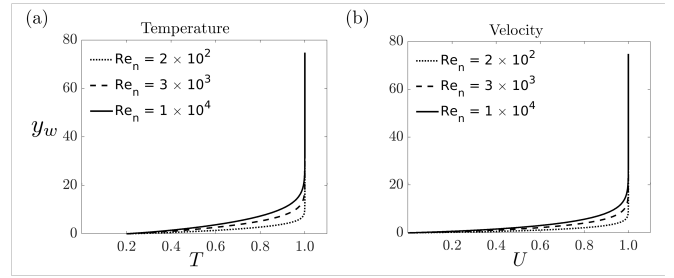 (a)
Temperature
80
60
40
20
0
y_w
Re_n = 2 × 10^2
Re_n = 3 × 10^3
Re_n = 1 × 10^4
0.2 0.4 0.6 0.8 1.0
T
(b)
Velocity
80
60
40
20
0
Re_n = 2 × 10^2
Re_n = 3 × 10^3
Re_n = 1 × 10^4
0.2 0.4 0.6 0.8 1.0
U